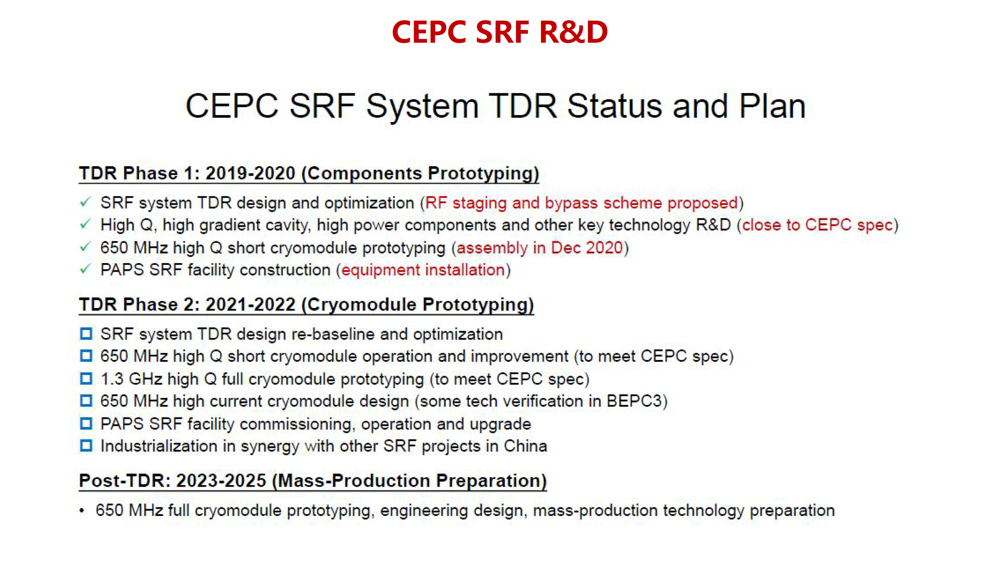 CEPC SRF R&D
CEPC SRF System TDR Status and Plan
TDR Phase 1: 2019-2020 (Components Prototyping)
✓ SRF system TDR design and optimization (RF staging and bypass scheme proposed)
✓ High Q, high gradient cavity, high power components and other key technology R&D (close to CEPC spec)
✓ 650 MHz high Q short cryomodule prototyping (assembly in Dec 2020)
✓ PAPS SRF facility construction (equipment installation)
TDR Phase 2: 2021-2022 (Cryomodule Prototyping)
SRF system TDR design re-baseline and optimization
650 MHz high Q short cryomodule operation and improvement (to meet CEPC spec)
1.3 GHz high Q full cryomodule prototyping (to meet CEPC spec)
650 MHz high current cryomodule design (some tech verification in BEPC3)
PAPS SRF facility commissioning, operation and upgrade
Industrialization in synergy with other SRF projects in China
Post-TDR: 2023-2025 (Mass-Production Preparation)
• 650 MHz full cryomodule prototyping, engineering design, mass-production technology preparation